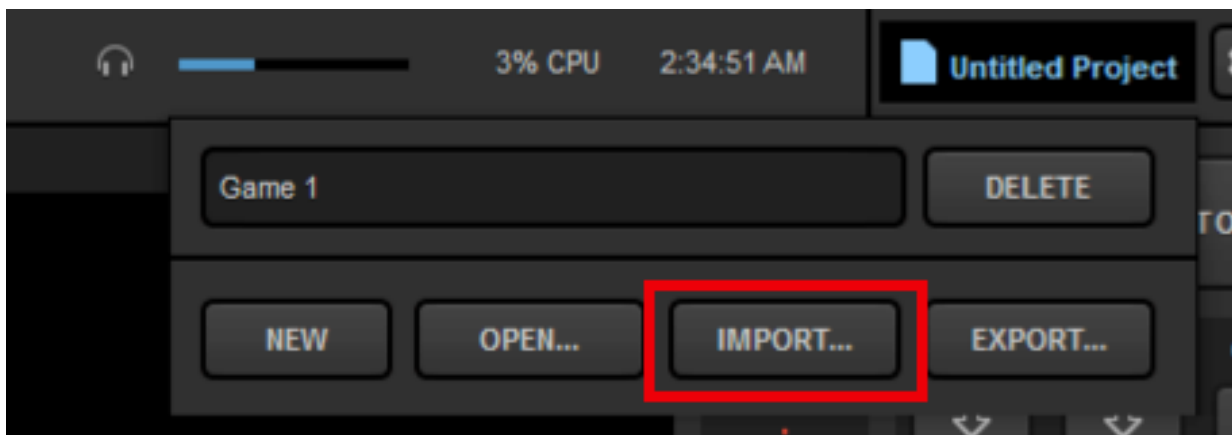 3% CPU 2:34:51 AM Untitled Project
Game 1 DELETE
NEW OPEN... IMPORT... EXPORT...